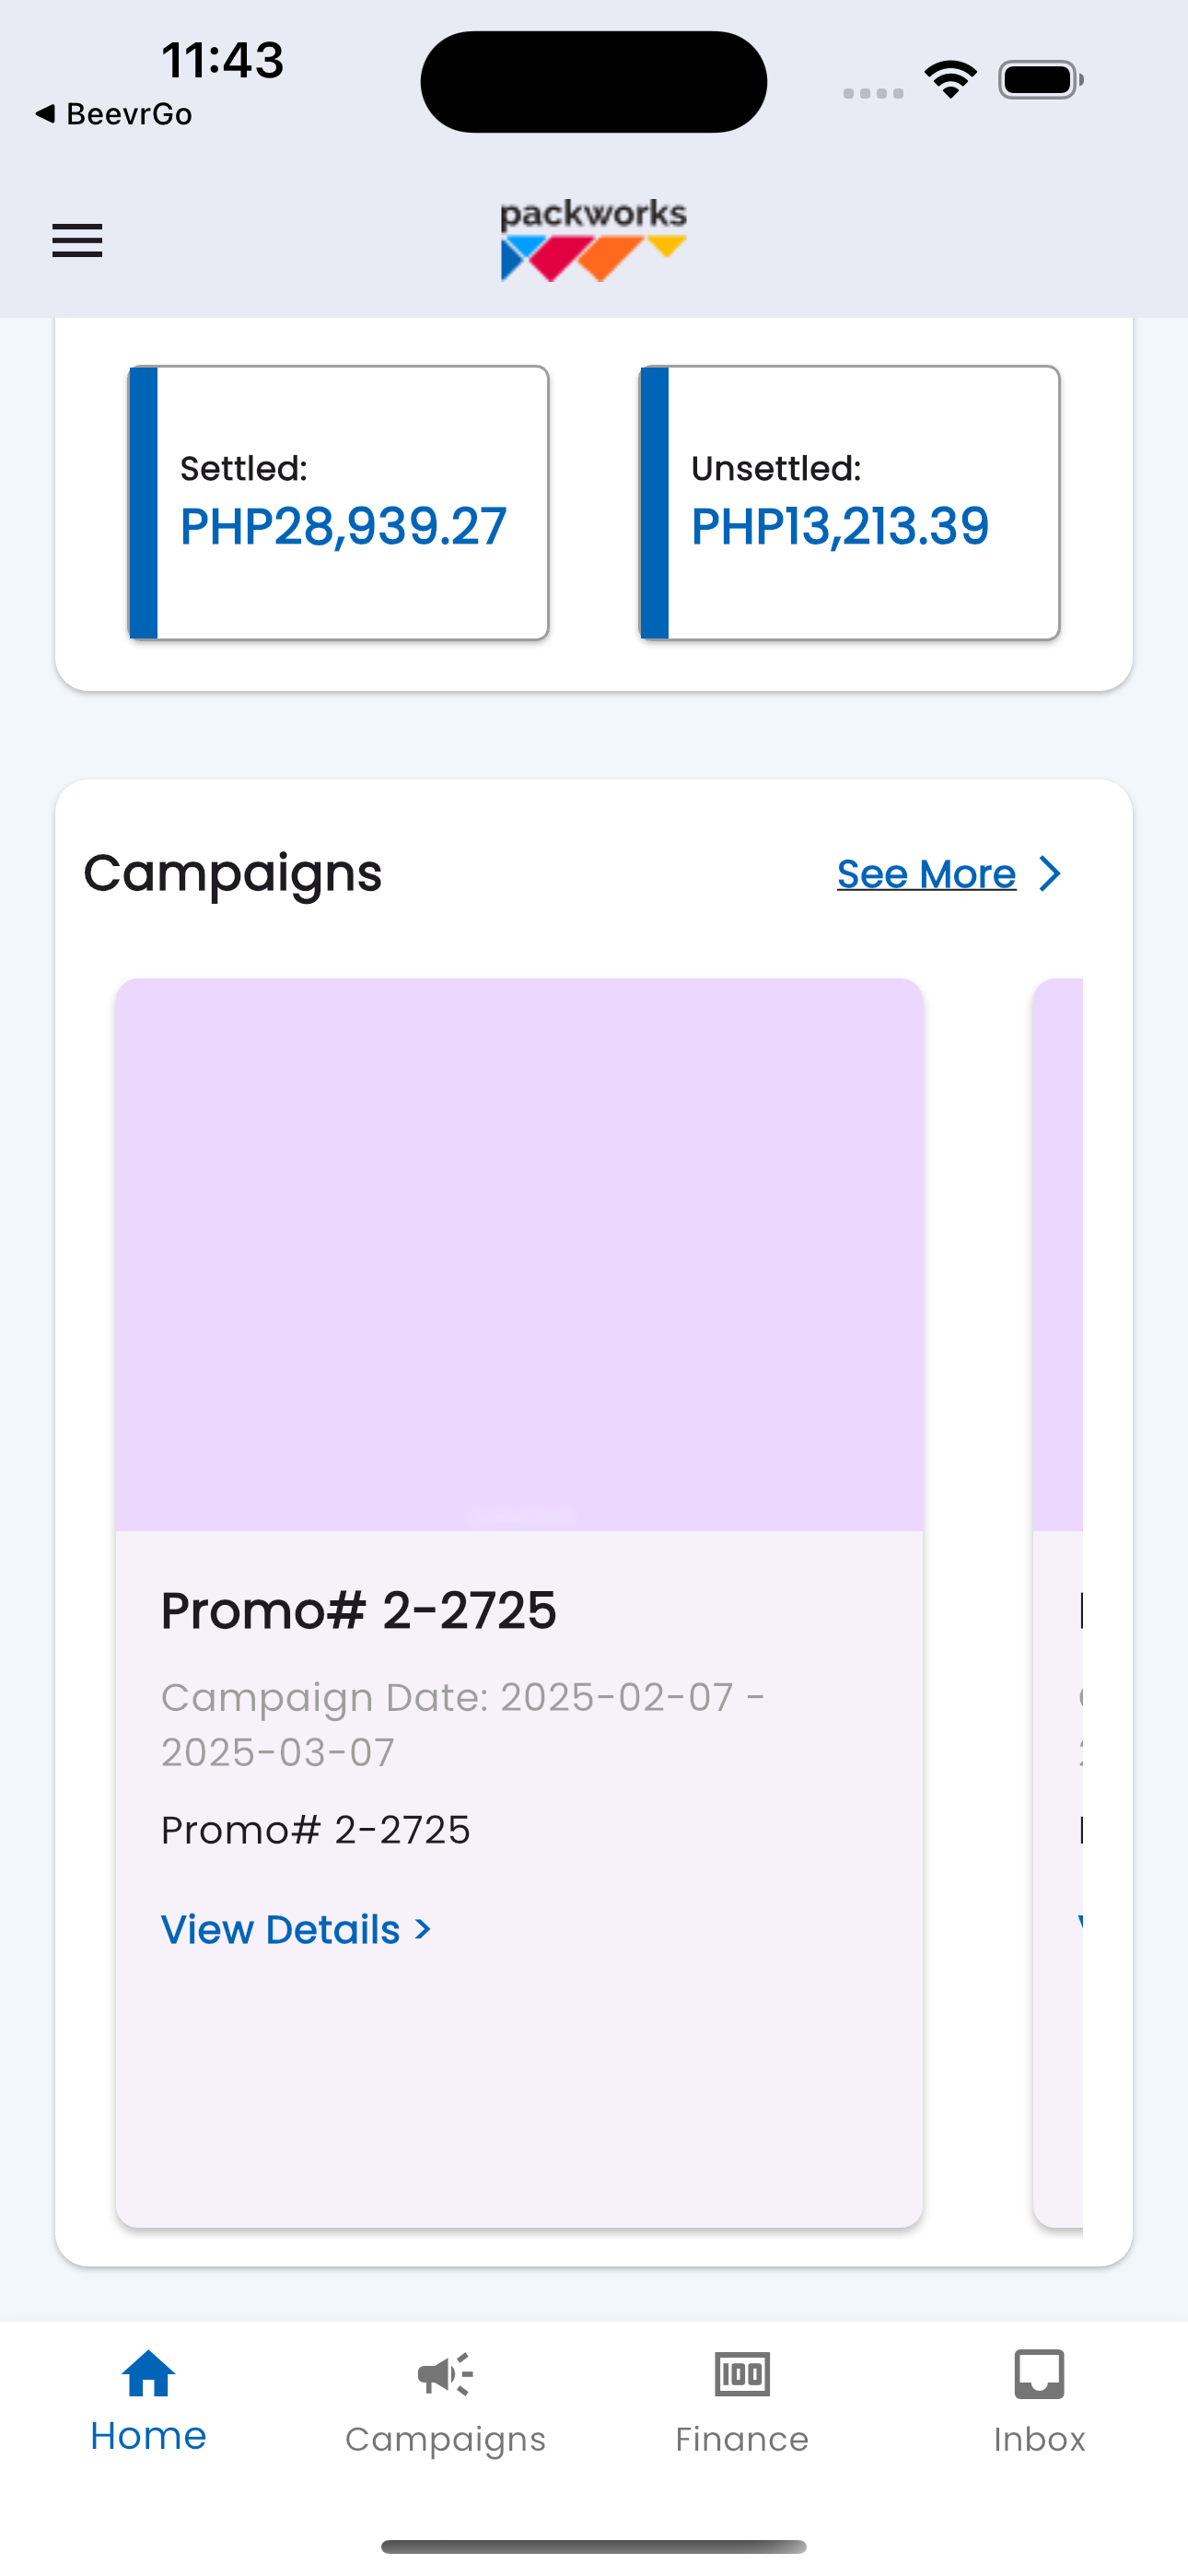 11:43
◀ BeevrGo
packworks
Settled:
PHP28,939.27
Unsettled:
PHP13,213.39
Campaigns
See More >
Promo# 2-2725
Campaign Date: 2025-02-07 -
2025-03-07
Promo# 2-2725
View Details >
Home
Campaigns
100
Finance
Inbox